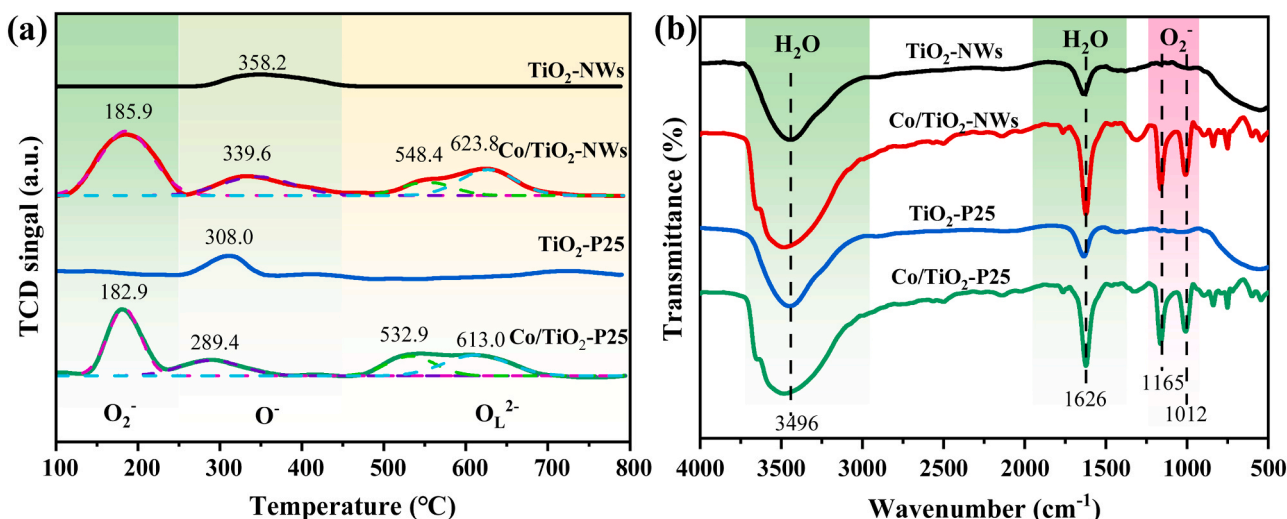 (a)
TCD singal (a.u.)
358.2
TiO₂-NWs
185.9
339.6
548.4
623.8
Co/TiO₂-NWs
308.0
TiO₂-P25
182.9
289.4
532.9
613.0
Co/TiO₂-P25
O₂⁻
O⁻
O_L²⁻
100 200 300 400 500 600 700 800
Temperature (℃)
(b)
Transmittance (%)
H₂O
H₂O
O₂⁻
TiO₂-NWs
Co/TiO₂-NWs
TiO₂-P25
Co/TiO₂-P25
3496
1626
1165
1012
4000 3500 3000 2500 2000 1500 1000 500
Wavenumber (cm⁻¹)